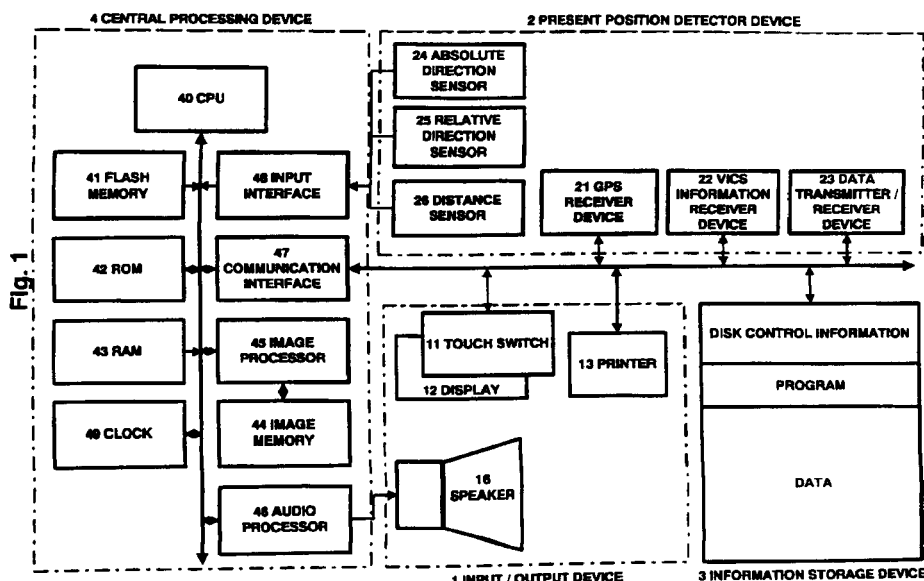 4 CENTRAL PROCESSING DEVICE
2 PRESENT POSITION DETECTOR DEVICE
24 ABSOLUTE
DIRECTION
SENSOR
40 CPU
25 RELATIVE
DIRECTION
SENSOR
41 FLASH
MEMORY
48 INPUT
INTERFACE
26 DISTANCE
SENSOR
21 GPS
RECEIVER
DEVICE
22 VICS
INFORMATION
RECEIVER
DEVICE
23 DATA
TRANSMITTER /
RECEIVER
DEVICE
Fig. 1
42 ROM
47
COMMUNICATION
INTERFACE
43 RAM
45 IMAGE
PROCESSOR
11 TOUCH SWITCH
12 DISPLAY
13 PRINTER
DISK CONTROL INFORMATION
PROGRAM
DATA
49 CLOCK
44 IMAGE
MEMORY
46 AUDIO
PROCESSOR
16
SPEAKER
1 INPUT / OUTPUT DEVICE
3 INFORMATION STORAGE DEVICE